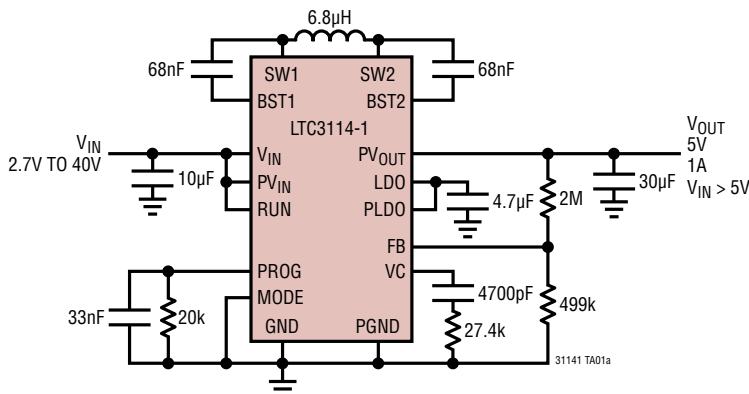 6.8µH
68nF
SW1
SW2
68nF
BST1
BST2
LTC3114-1
VIN
2.7V TO 40V
VIN
PVOUT
VOUT
5V
1A
VIN > 5V
10µF
PVIN
LDO
4.7µF
2M
30µF
RUN
PLDO
FB
PROG
VC
4700pF
499k
33nF
20k
MODE
27.4k
GND
PGND
31141 TA01a